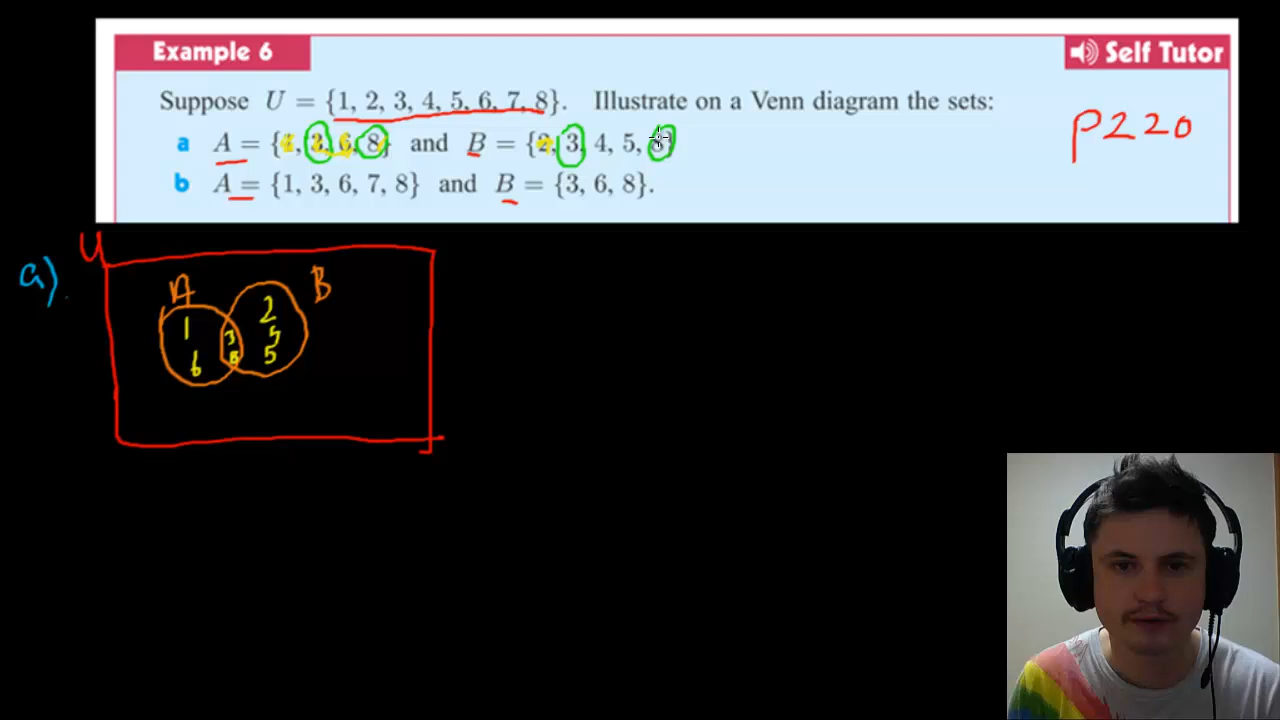 Example 6
Self Tutor
Suppose U = {1, 2, 3, 4, 5, 6, 7, 8}. Illustrate on a Venn diagram the sets:
P220
a A = {1, 3, 6, 8} and B = {2, 3, 4, 5, 8}
b A = {1, 3, 6, 7, 8} and B = {3, 6, 8}.
U
a)
A B
1 3 2
5
6 8 5